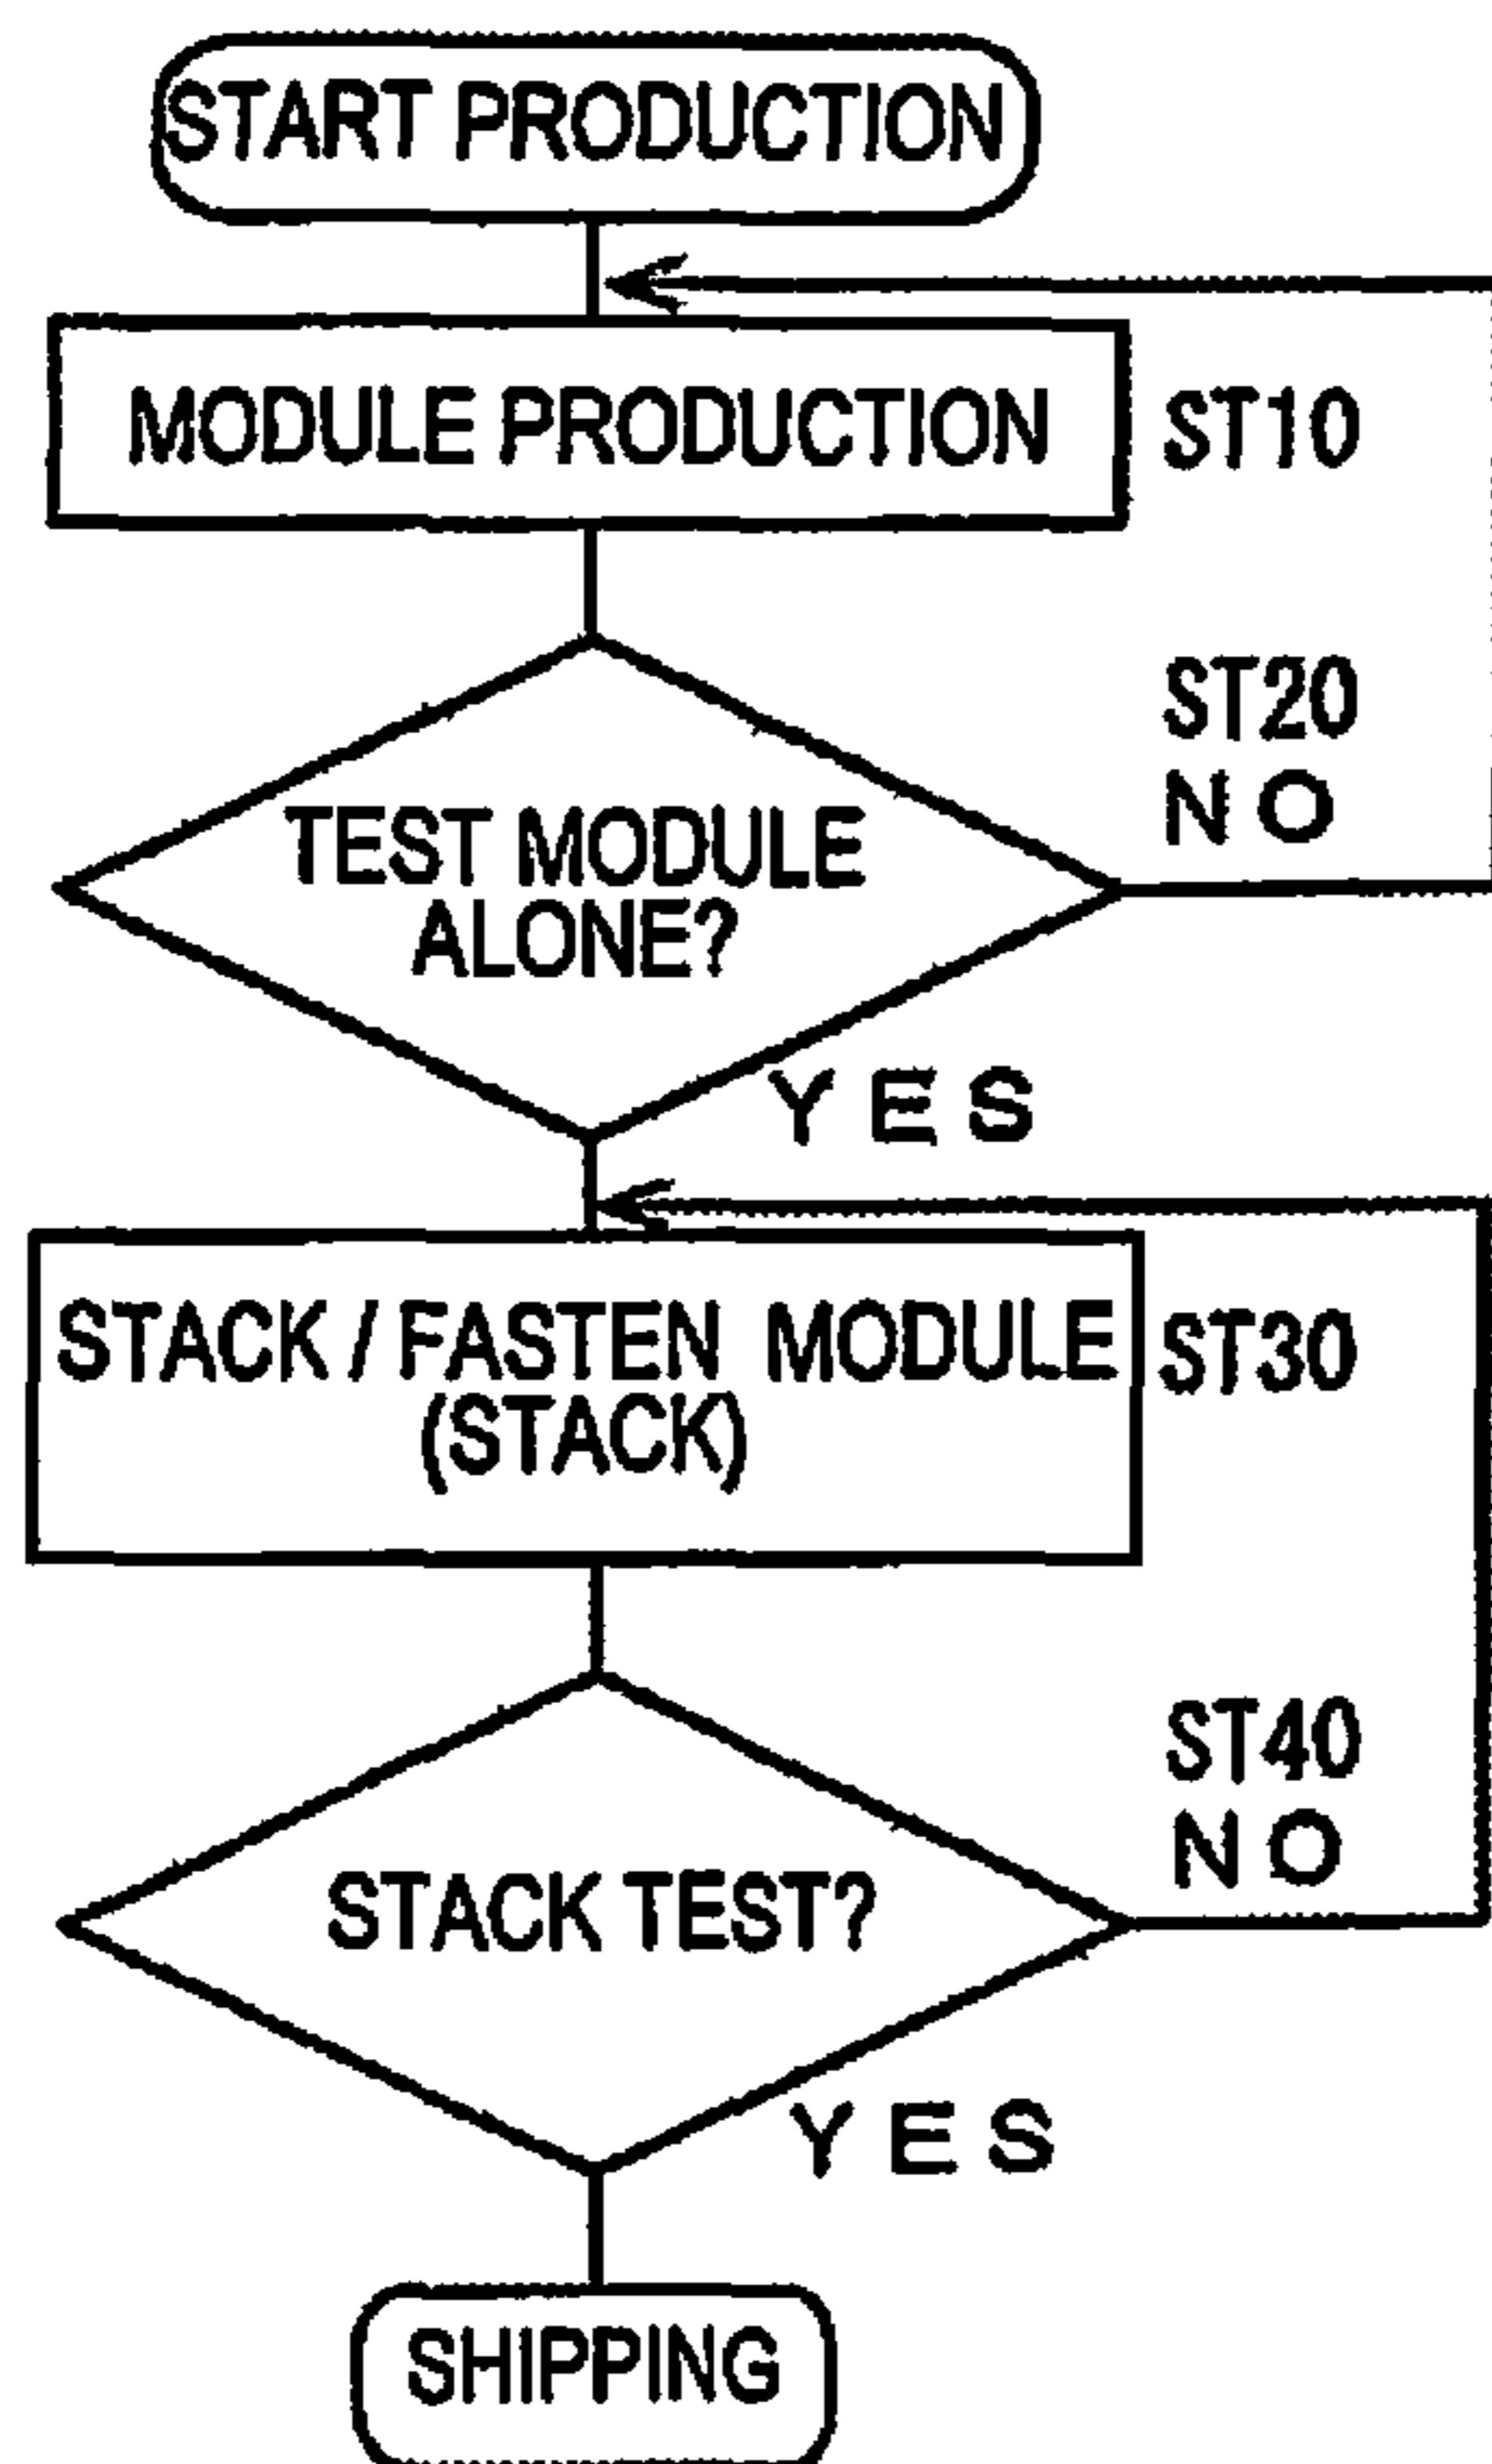 START PRODUCTION
MODULE PRODUCTION ST10
ST20
NO
TEST MODULE
ALONE?
YES
STACK / FASTEN MODULE ST30
(STACK)
ST40
NO
STACK TEST?
YES
SHIPPING